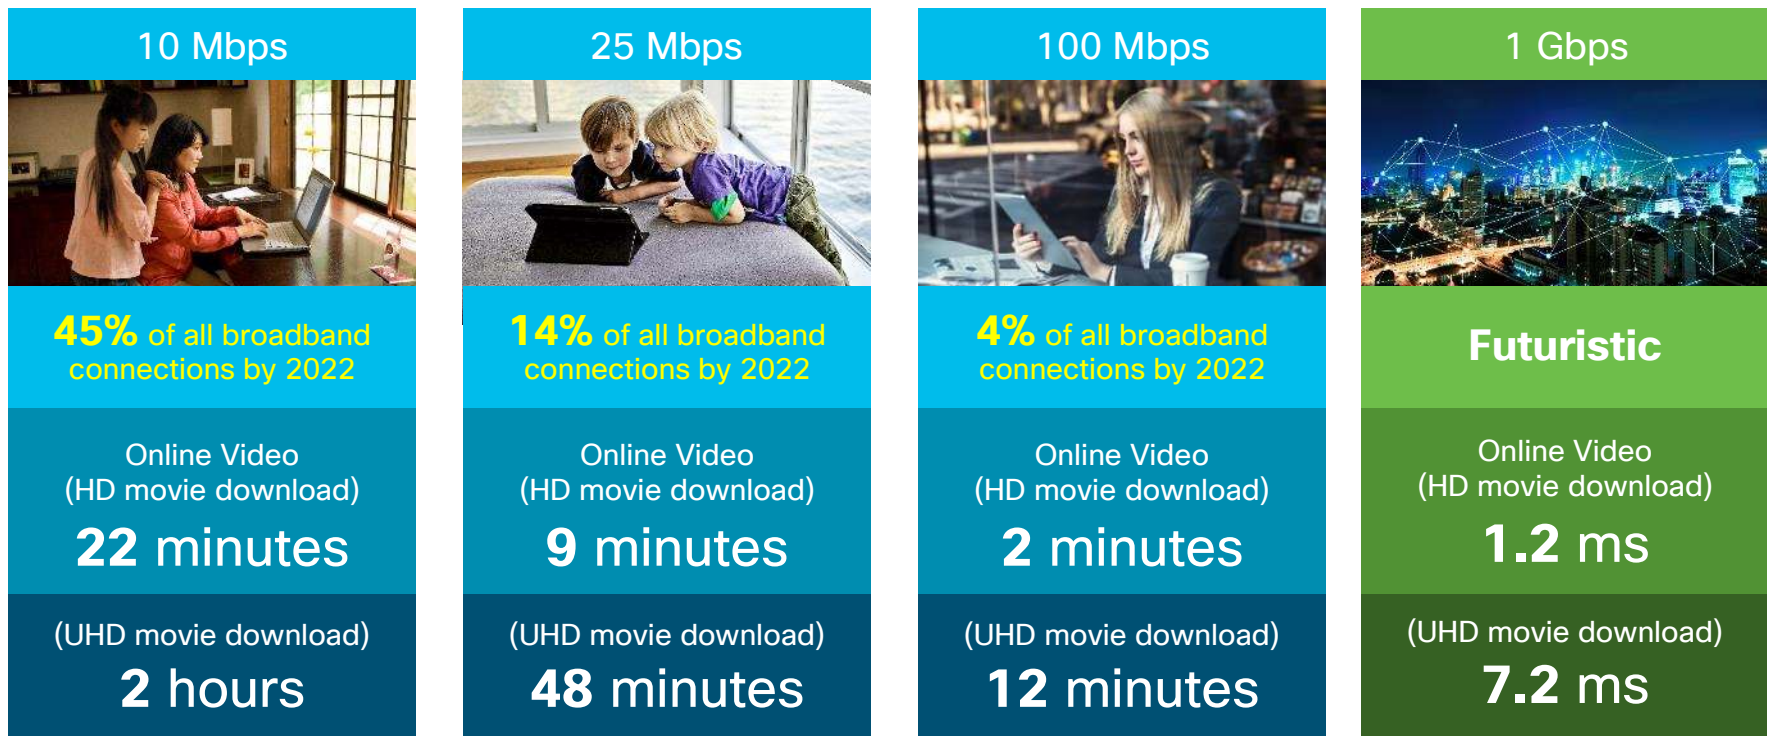 10 Mbps
45% of all broadband
connections by 2022
Online Video
(HD movie download)
22 minutes
(UHD movie download)
2 hours
25 Mbps
14% of all broadband
connections by 2022
Online Video
(HD movie download)
9 minutes
(UHD movie download)
48 minutes
100 Mbps
4% of all broadband
connections by 2022
Online Video
(HD movie download)
2 minutes
(UHD movie download)
12 minutes
1 Gbps
Futuristic
Online Video
(HD movie download)
1.2 ms
(UHD movie download)
7.2 ms